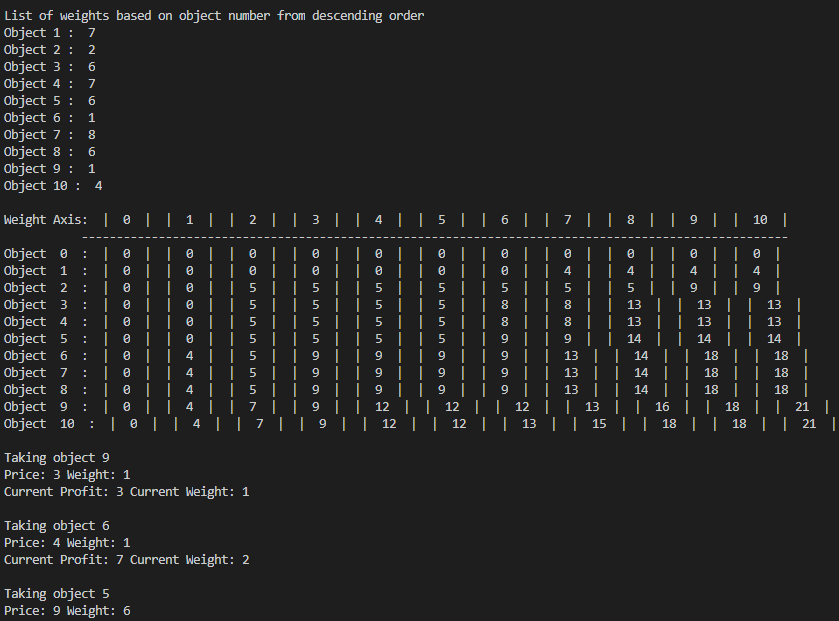 List of weights based on object number from descending order
Object 1 :  7
Object 2 :  2
Object 3 :  6
Object 4 :  7
Object 5 :  6
Object 6 :  1
Object 7 :  8
Object 8 :  6
Object 9 :  1
Object 10 :  4
Weight Axis:  |  0  |  |  1  |  |  2  |  |  3  |  |  4  |  |  5  |  |  6  |  |  7  |  |  8  |  |  9  |  |  10  |
-----------------------------------------------------------------------------------------------------
Object  0  :  |  0  |  |  0  |  |  0  |  |  0  |  |  0  |  |  0  |  |  0  |  |  0  |  |  0  |  |  0  |  |  0  |
Object  1  :  |  0  |  |  0  |  |  0  |  |  0  |  |  0  |  |  0  |  |  0  |  |  4  |  |  4  |  |  4  |  |  4  |
Object  2  :  |  0  |  |  0  |  |  5  |  |  5  |  |  5  |  |  5  |  |  5  |  |  5  |  |  5  |  |  9  |  |  9  |
Object  3  :  |  0  |  |  0  |  |  5  |  |  5  |  |  5  |  |  5  |  |  8  |  |  8  |  |  13  |  |  13  |  |  13  |
Object  4  :  |  0  |  |  0  |  |  5  |  |  5  |  |  5  |  |  5  |  |  8  |  |  8  |  |  13  |  |  13  |  |  13  |
Object  5  :  |  0  |  |  0  |  |  5  |  |  5  |  |  5  |  |  5  |  |  9  |  |  9  |  |  14  |  |  14  |  |  14  |
Object  6  :  |  0  |  |  4  |  |  5  |  |  9  |  |  9  |  |  9  |  |  9  |  |  13  |  |  14  |  |  18  |  |  18  |
Object  7  :  |  0  |  |  4  |  |  5  |  |  9  |  |  9  |  |  9  |  |  9  |  |  13  |  |  14  |  |  18  |  |  18  |
Object  8  :  |  0  |  |  4  |  |  5  |  |  9  |  |  9  |  |  9  |  |  9  |  |  13  |  |  14  |  |  18  |  |  18  |
Object  9  :  |  0  |  |  4  |  |  7  |  |  9  |  |  12  |  |  12  |  |  12  |  |  13  |  |  16  |  |  18  |  |  21  |
Object  10  :  |  0  |  |  4  |  |  7  |  |  9  |  |  12  |  |  12  |  |  13  |  |  15  |  |  18  |  |  18  |  |  21  |
Taking object 9
Price: 3 Weight: 1
Current Profit: 3 Current Weight: 1
Taking object 6
Price: 4 Weight: 1
Current Profit: 7 Current Weight: 2
Taking object 5
Price: 9 Weight: 6